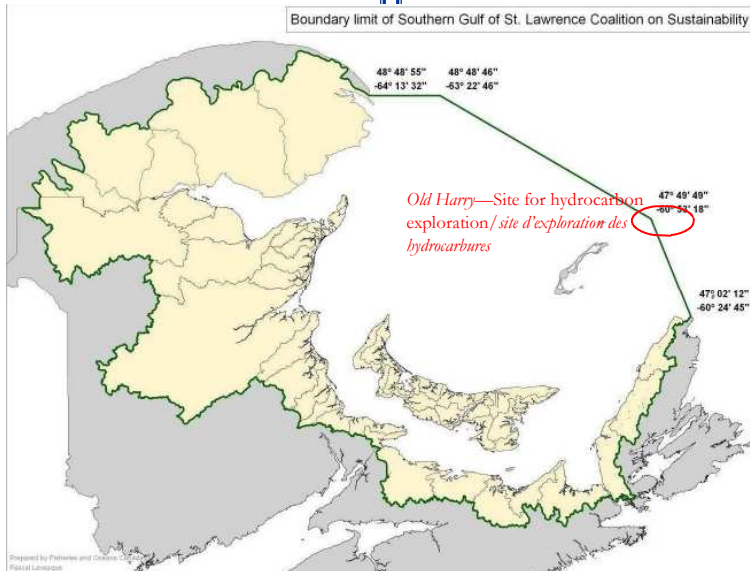 Boundary limit of Southern Gulf of St. Lawrence Coalition on Sustainability
48° 48' 55" 48° 48' 46"
-64° 13' 32" -63° 22' 46"
Old Harry—Site for hydrocarbon
exploration/site d'exploration des
hydrocarbures
47° 49' 49"
18"
47° 02' 12"
-60° 24' 45"
Prepared by Fisheries and Oceans Canada
Pascal